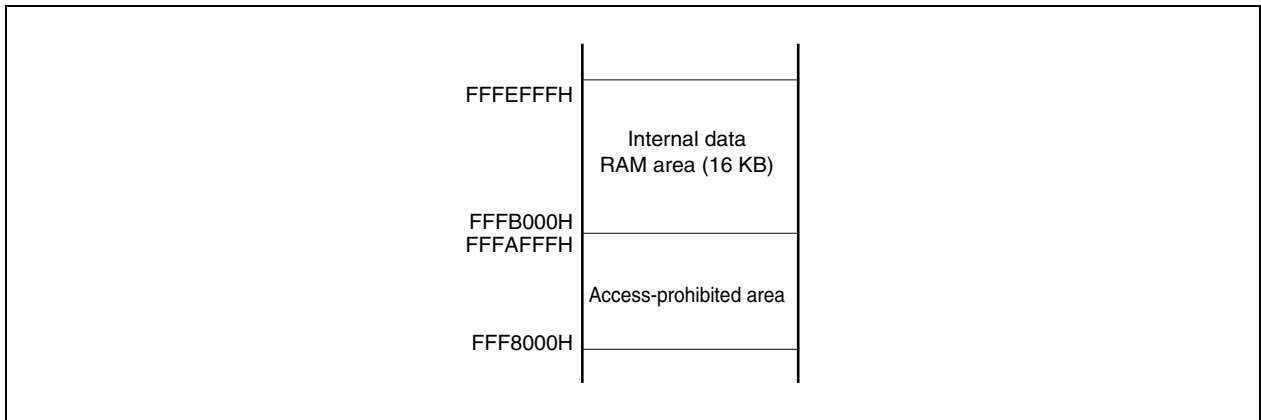 FFFEFFFH
Internal data
RAM area (16 KB)
FFFB000H
FFFAFFFH
Access-prohibited area
FFF8000H